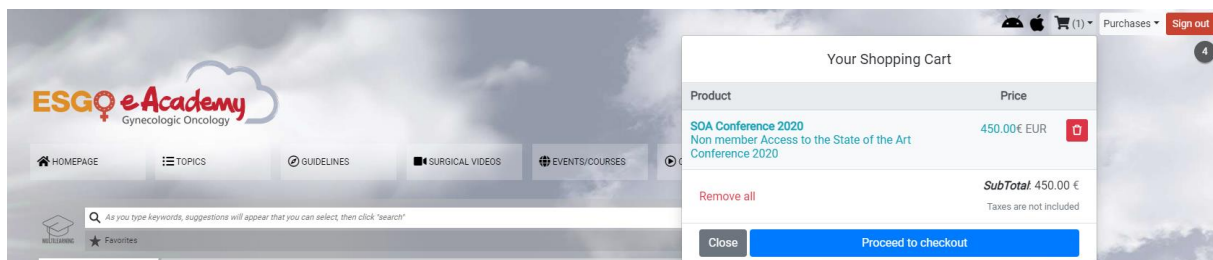 (1) Purchases Sign out
4
ESGO eAcademy
Gynecologic Oncology
HOMEPAGE TOPICS GUIDELINES SURGICAL VIDEOS EVENTS/COURSES
As you type keywords, suggestions will appear that you can select, then click "search"
MULTILEARNING
Favorites
Your Shopping Cart
Product Price
SOA Conference 2020 450.00€ EUR
Non member Access to the State of the Art
Conference 2020
Remove all SubTotal: 450.00 €
Taxes are not included
Close Proceed to checkout